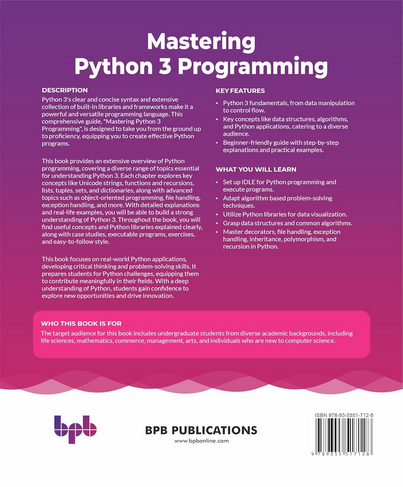 Mastering
Python 3 Programming
DESCRIPTION
Python 3's clear and concise syntax and extensive
collection of built-in libraries and frameworks make it a
powerful and versatile programming language. This
comprehensive guide, "Mastering Python 3
Programming", is designed to take you from the ground up
to proficiency, equipping you to create effective Python
programs.
This book provides an extensive overview of Python
programming, covering a diverse range of topics essential
for understanding Python 3. Each chapter explores key
concepts like Unicode strings, functions and recursions,
lists, tuples, sets, and dictionaries, along with advanced
topics such as object-oriented programming, file handling,
exception handling, and more. With detailed explanations
and real-life examples, you will be able to build a strong
understanding of Python 3. Throughout the book, you will
find useful concepts and Python libraries explained clearly,
along with case studies, executable programs, exercises,
and easy-to-follow style.
This book focuses on real-world Python applications,
developing critical thinking and problem-solving skills. It
prepares students for Python challenges, equipping them
to contribute meaningfully in their fields. With a deep
understanding of Python, students gain confidence to
explore new opportunities and drive innovation.
KEY FEATURES
• Python 3 fundamentals, from data manipulation
to control flow.
• Key concepts like data structures, algorithms,
and Python applications, catering to a diverse
audience.
• Beginner-friendly guide with step-by-step
explanations and practical examples.
WHAT YOU WILL LEARN
• Set up IDLE for Python programming and
execute programs.
• Adapt algorithm based problem-solving
techniques.
• Utilize Python libraries for data visualization.
• Grasp data structures and common algorithms.
• Master decorators, file handling, exception
handling, inheritance, polymorphism, and
recursion in Python.
WHO THIS BOOK IS FOR
The target audience for this book includes undergraduate students from diverse academic backgrounds, including
life sciences, mathematics, commerce, management, arts, and individuals who are new to computer science.
bpb
BPB PUBLICATIONS
www.bpbonline.com
ISBN 978-93-5551-712-8
9 789355 517128